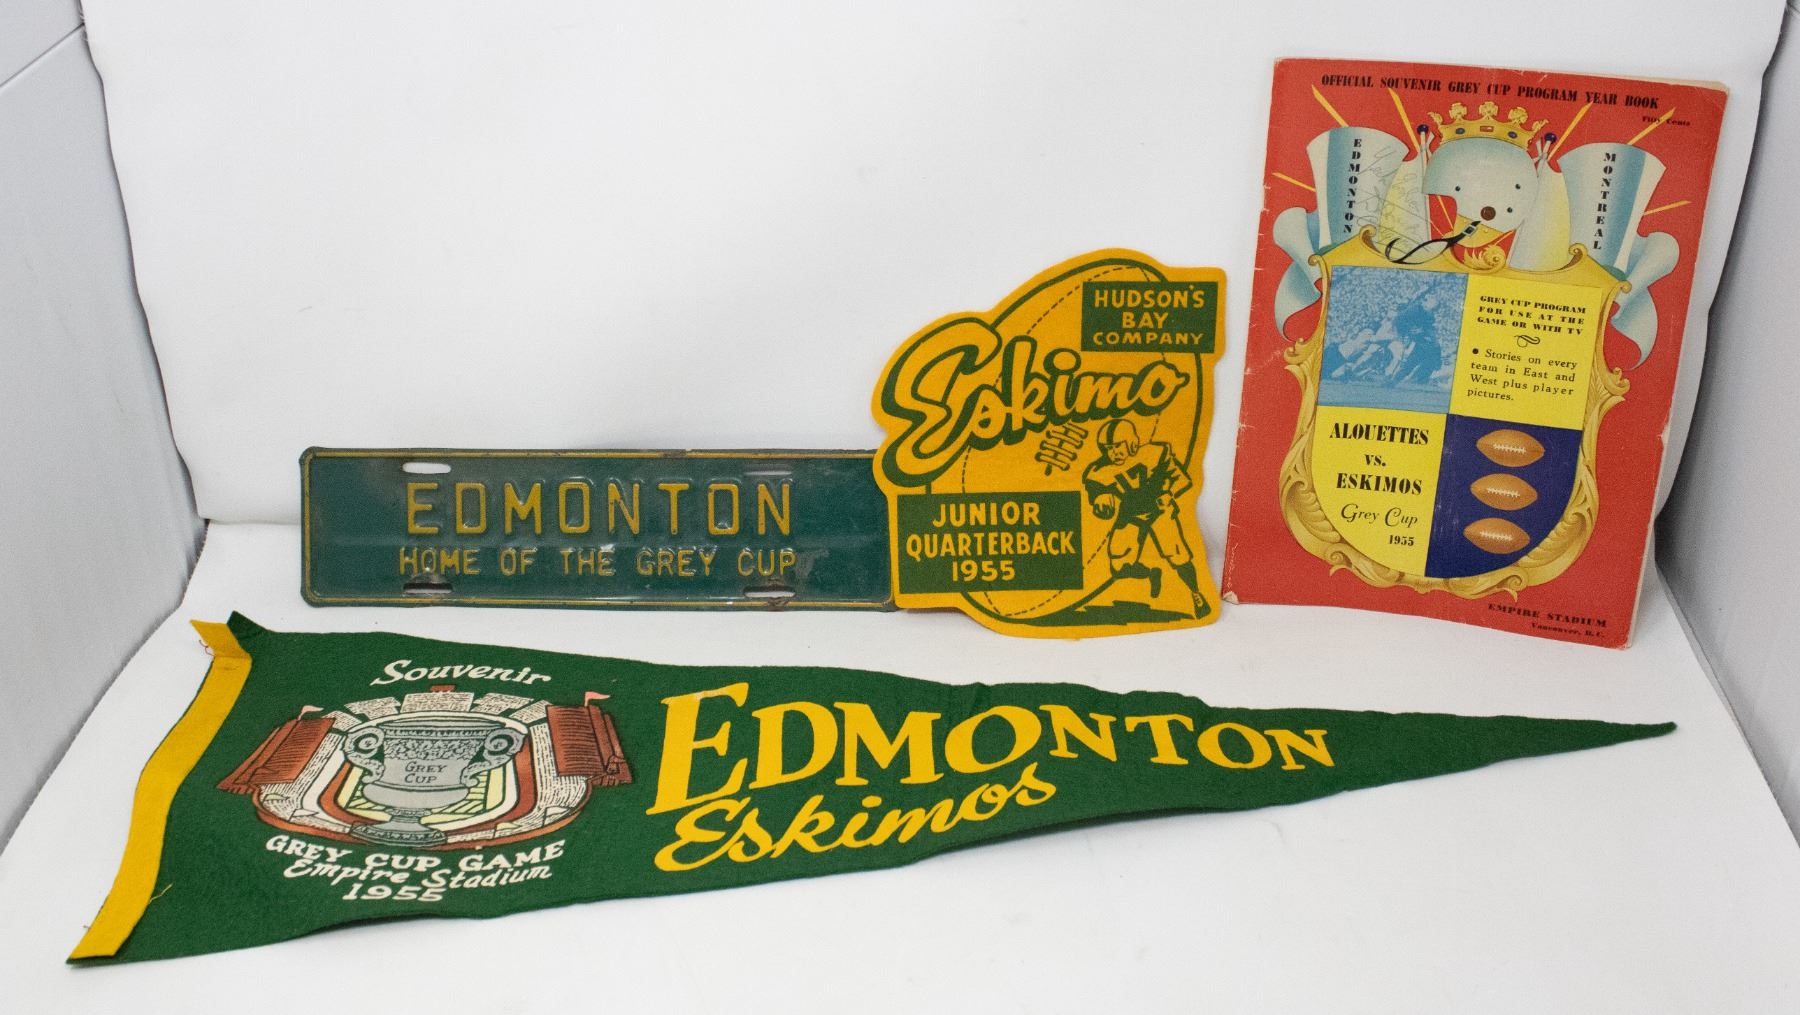 EDMONTON
HOME OF THE GREY CUP
HUDSON'S
BAY
COMPANY
Eskimo
17
JUNIOR
QUARTERBACK
1955
OFFICIAL SOUVENIR GREY CUP PROGRAM YEAR BOOK
Fifty Cents
EDMONTON
MONTREAL
GREY CUP PROGRAM
FOR USE AT THE
GAME OR WITH TV
• Stories on every
team in East and
West plus player
pictures.
ALOUETTES
vs.
ESKIMOS
Grey Cup
1955
EMPIRE STADIUM
Vancouver, B. C.
Souvenir
GREY
CUP
GREY CUP GAME
Empire Stadium
1955
EDMONTON
Eskimos